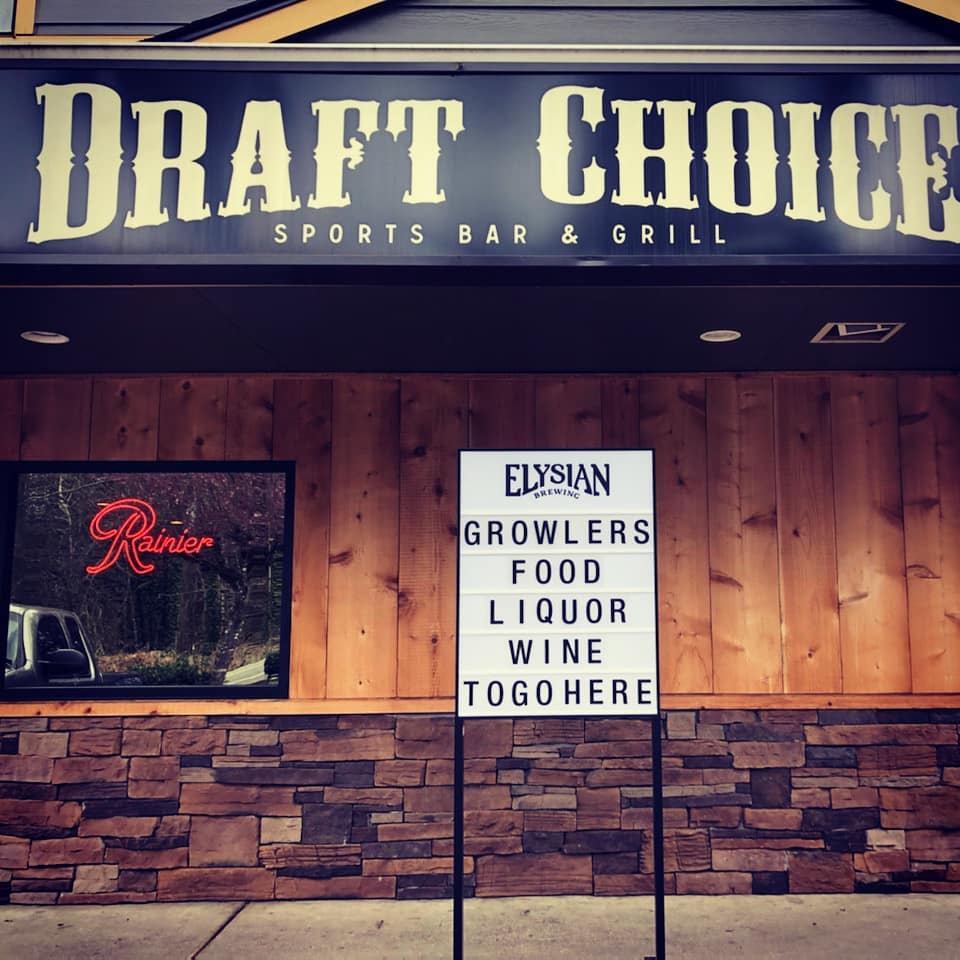 DRAFT CHOICE
SPORTS BAR & GRILL
Rainier
ELYSIAN
BREWING
GROWLERS
FOOD
LIQUOR
WINE
TOGOHERE